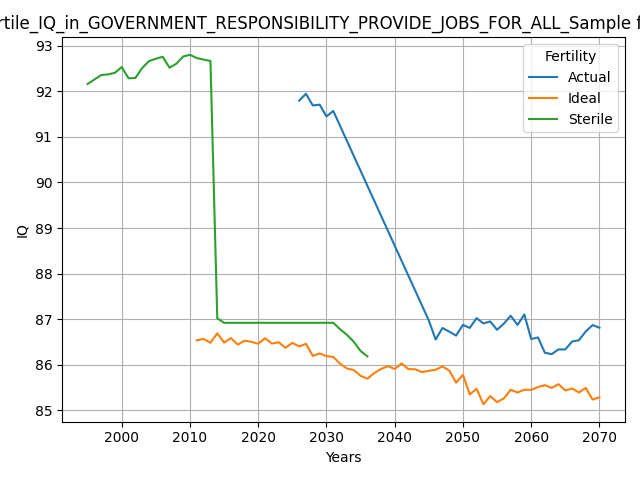 rtile_IQ_in_GOVERNMENT_RESPONSIBILITY_PROVIDE_JOBS_FOR_ALL_Sample f
93
92
91
90
89
88
87
86
85
IQ
Fertility
Actual
Ideal
Sterile
2000 2010 2020 2030 2040 2050 2060 2070
Years